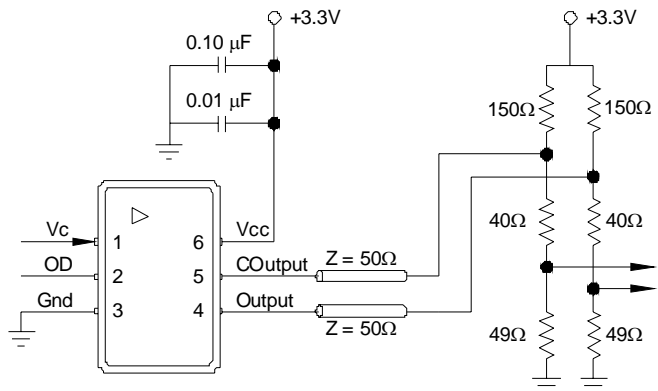 +3.3V
+3.3V
0.10 μF
0.01 μF
150Ω
150Ω
Vc
1
6
Vcc
40Ω
40Ω
OD
2
5
COutput
Z = 50Ω
Gnd
3
4
Output
Z = 50Ω
49Ω
49Ω